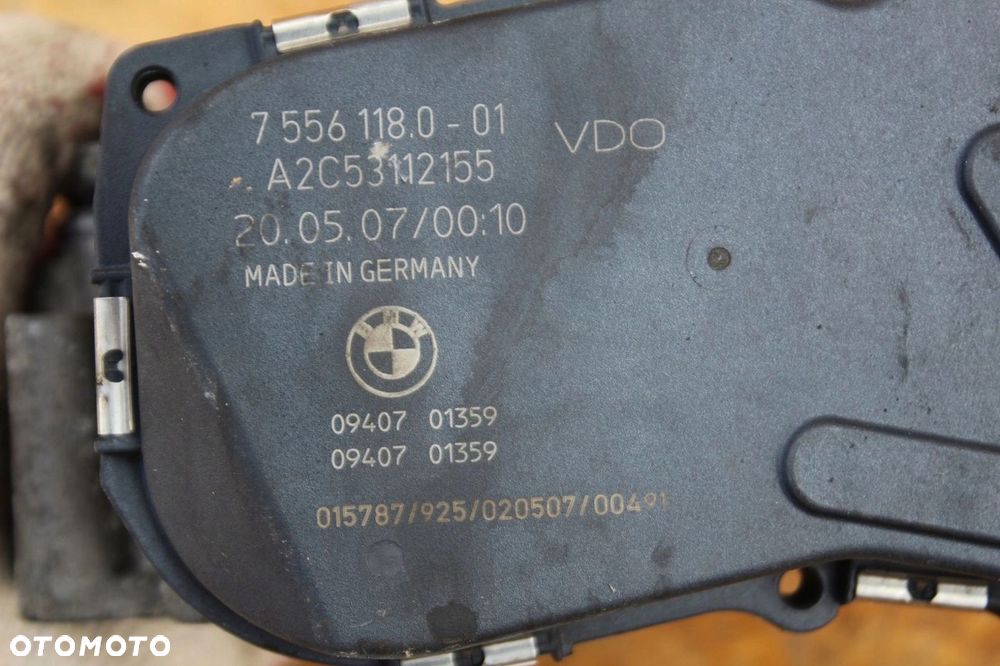 7 556 118.0 - 01
VDO
A2C53112155
20.05.07/00:10
MADE IN GERMANY
BMW
09407 01359
09407 01359
015787/925/020507/00491
OTOMOTO